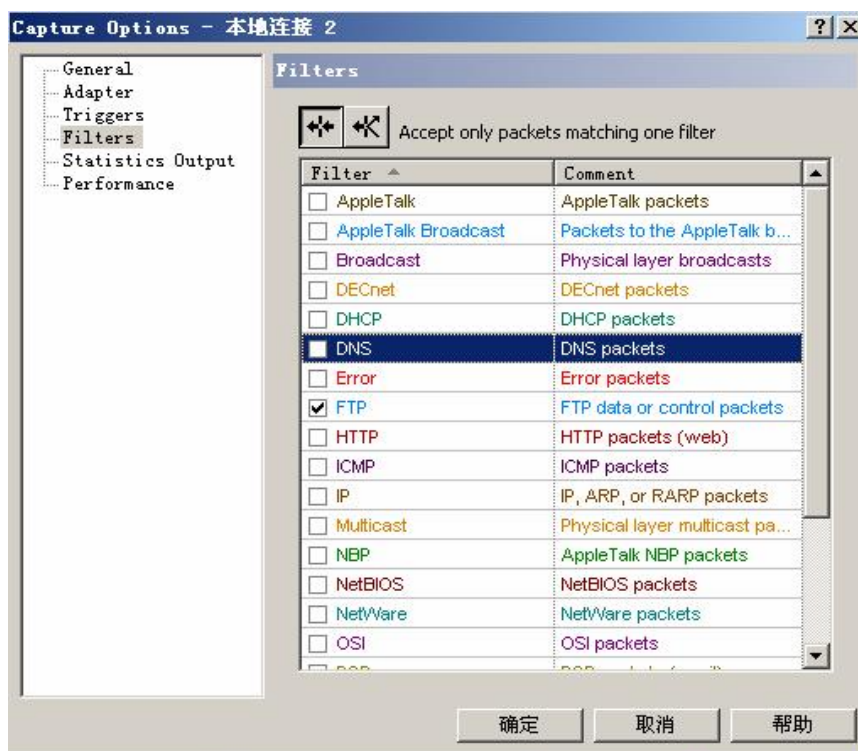 Capture Options - 本地连接 2
General
Adapter
Triggers
Filters
Statistics Output
Performance
Filters
Accept only packets matching one filter
Filter Comment
AppleTalk AppleTalk packets
AppleTalk Broadcast Packets to the AppleTalk b...
Broadcast Physical layer broadcasts
DECnet DECnet packets
DHCP DHCP packets
DNS DNS packets
Error Error packets
FTP FTP data or control packets
HTTP HTTP packets (web)
ICMP ICMP packets
IP IP, ARP, or RARP packets
Multicast Physical layer multicast pa...
NBP AppleTalk NBP packets
NetBIOS NetBIOS packets
NetWare NetWare packets
OSI OSI packets
确定 取消 帮助